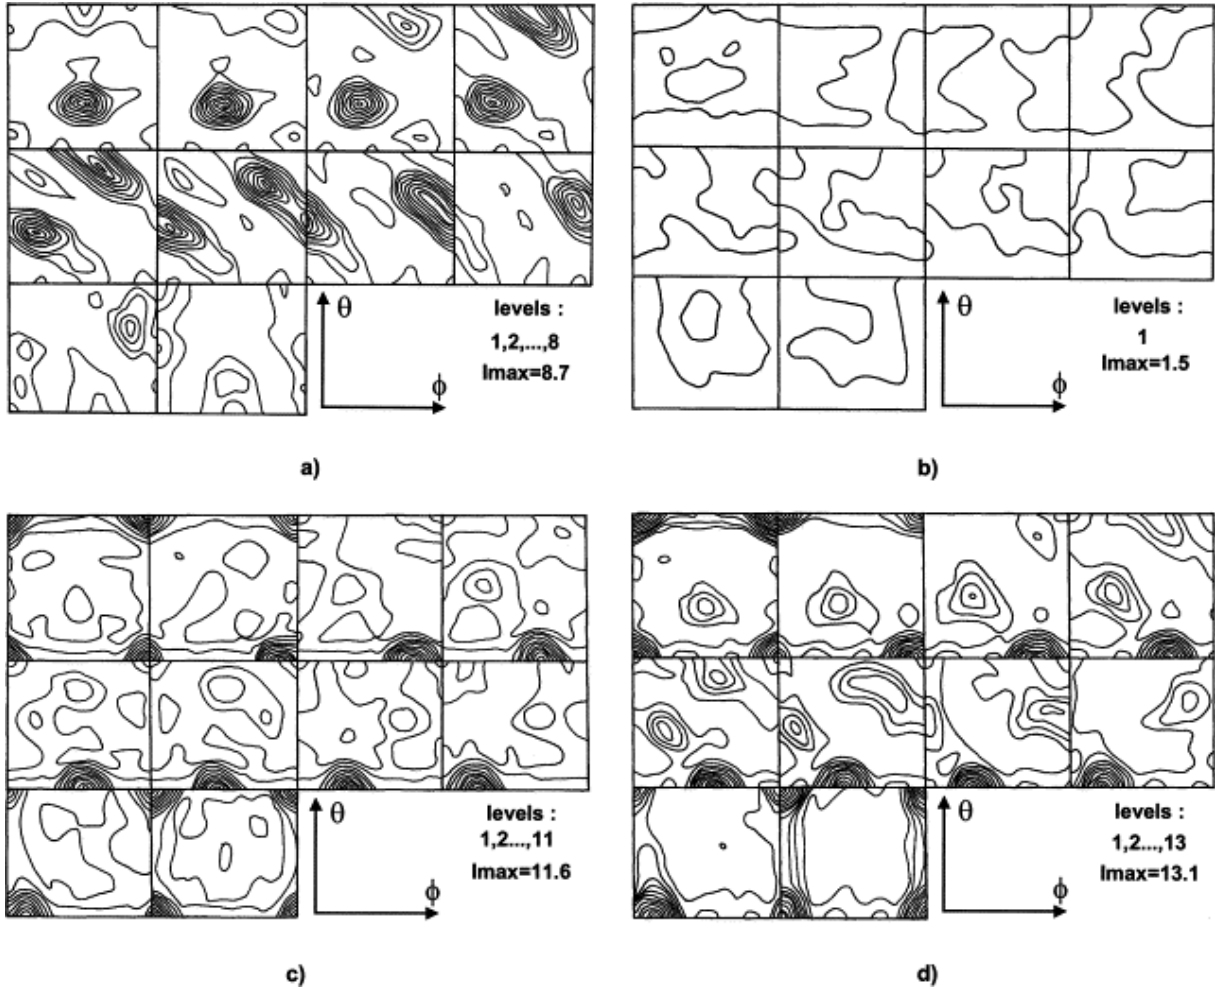 θ
levels :
1,2,...,8
Imax=8.7
ϕ
a)
θ
levels :
1
Imax=1.5
ϕ
b)
θ
levels :
1,2...,11
Imax=11.6
ϕ
c)
θ
levels :
1,2...,13
Imax=13.1
ϕ
d)